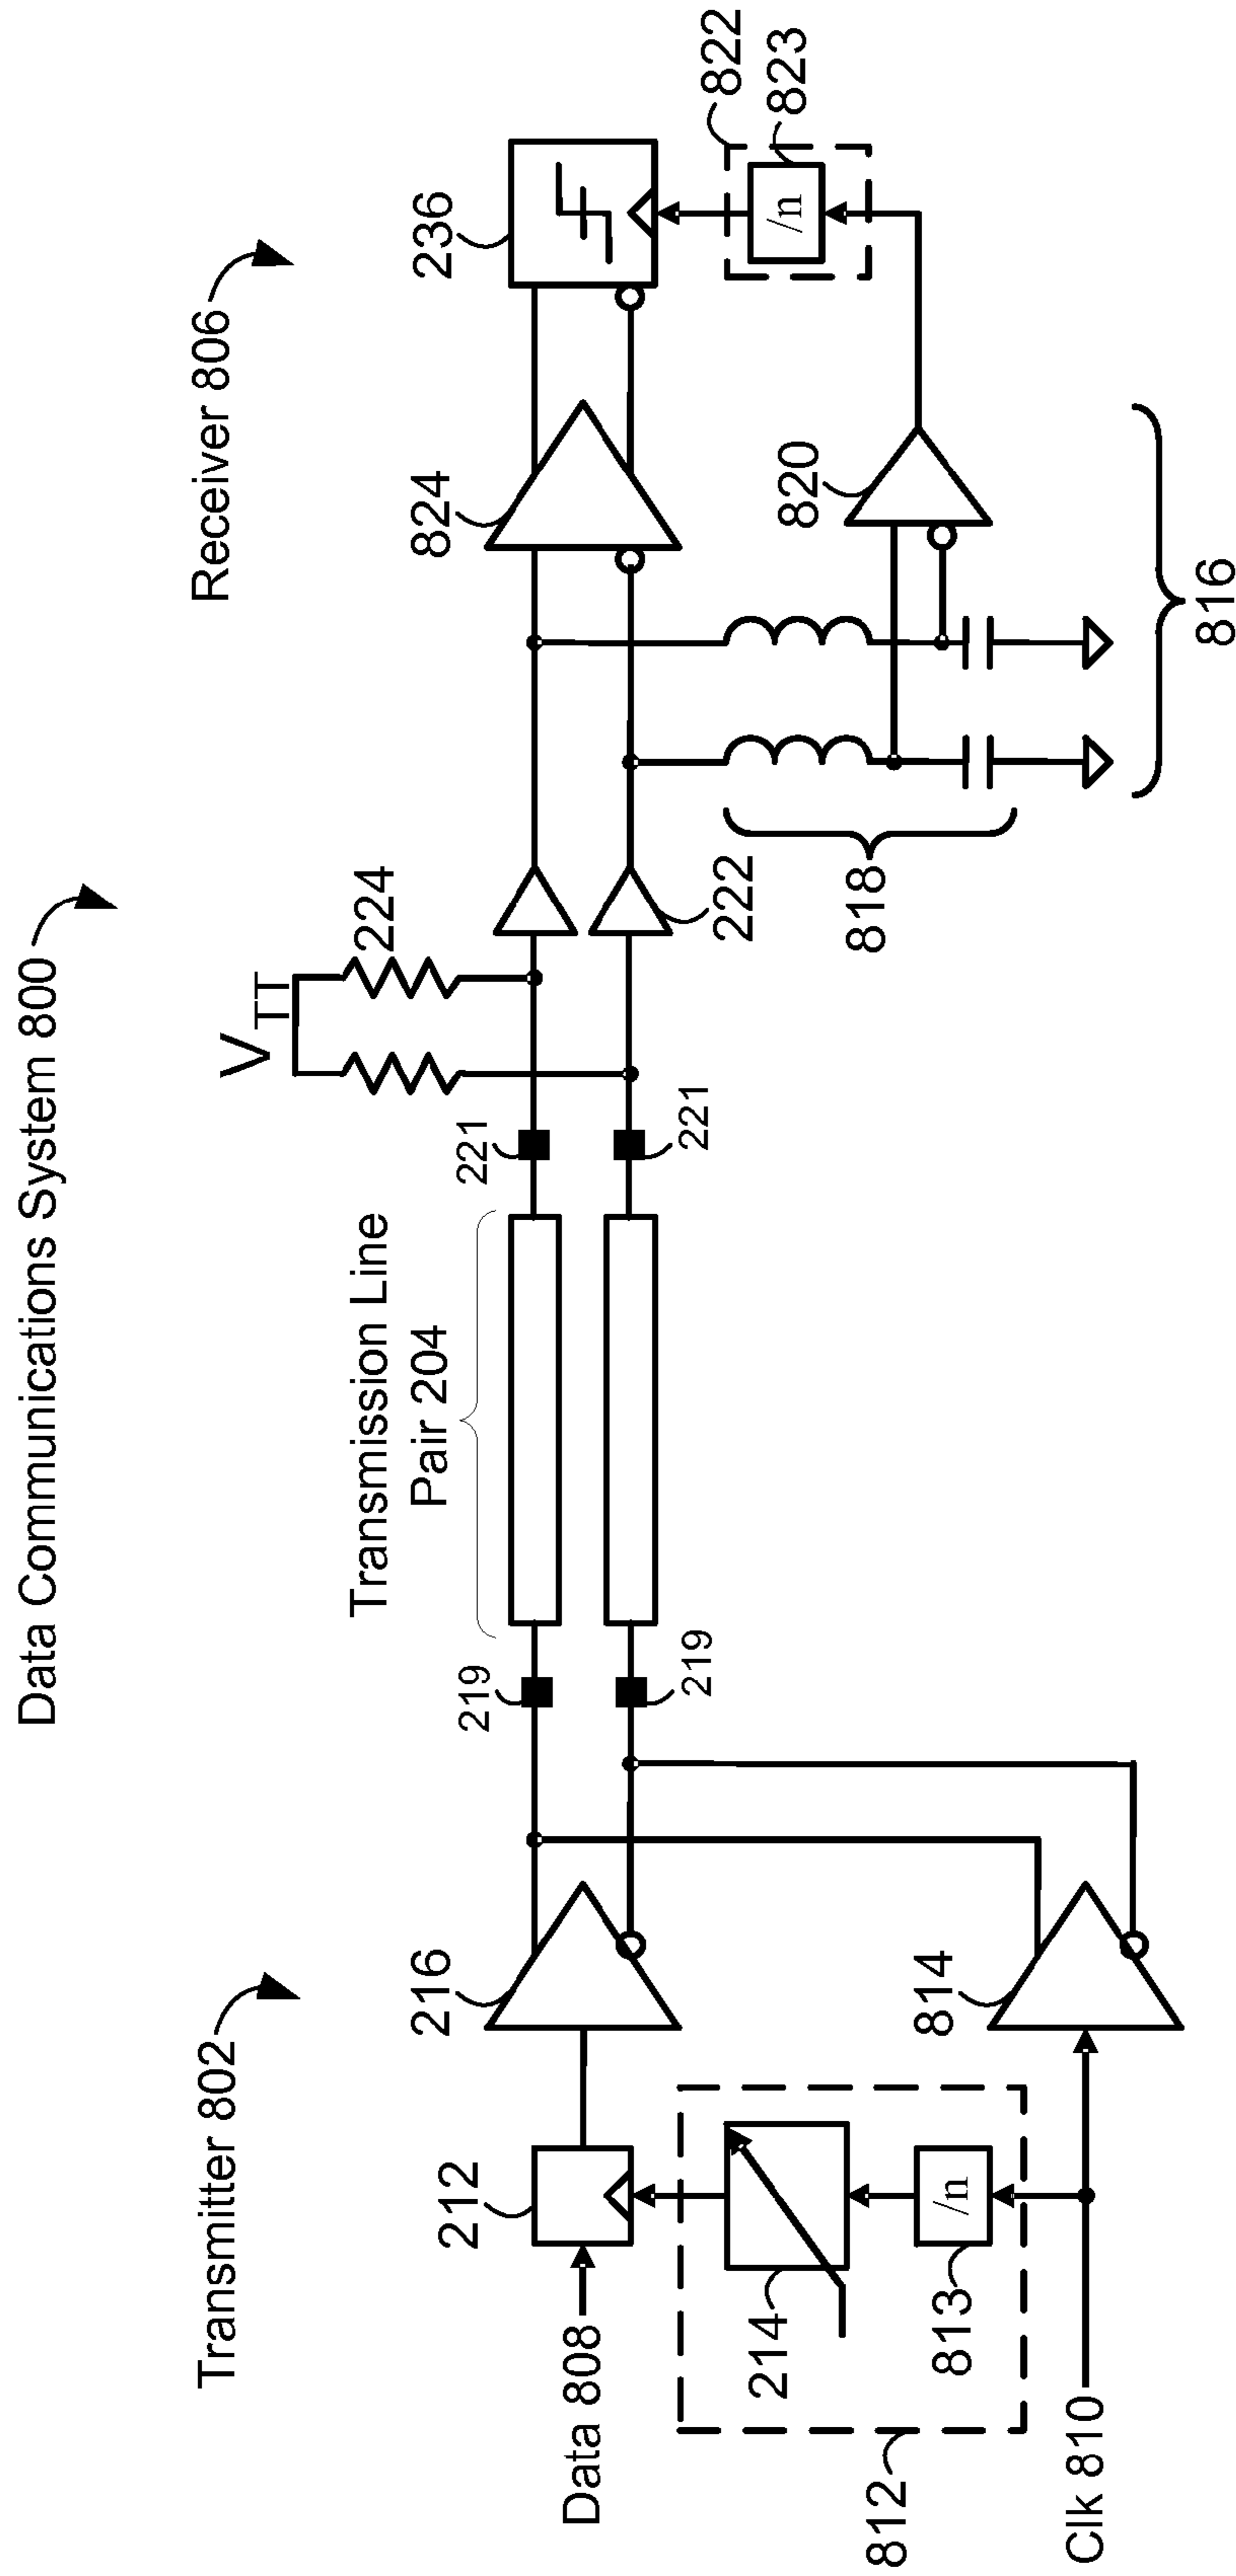 Data Communications System 800
Transmitter 802
Receiver 806
Transmission Line
Pair 204
V
TT
224
219
219
221
221
222
212
216
824
236
Data 808
214
813
/n
812
Clk 810
814
818
820
816
822
823
/n